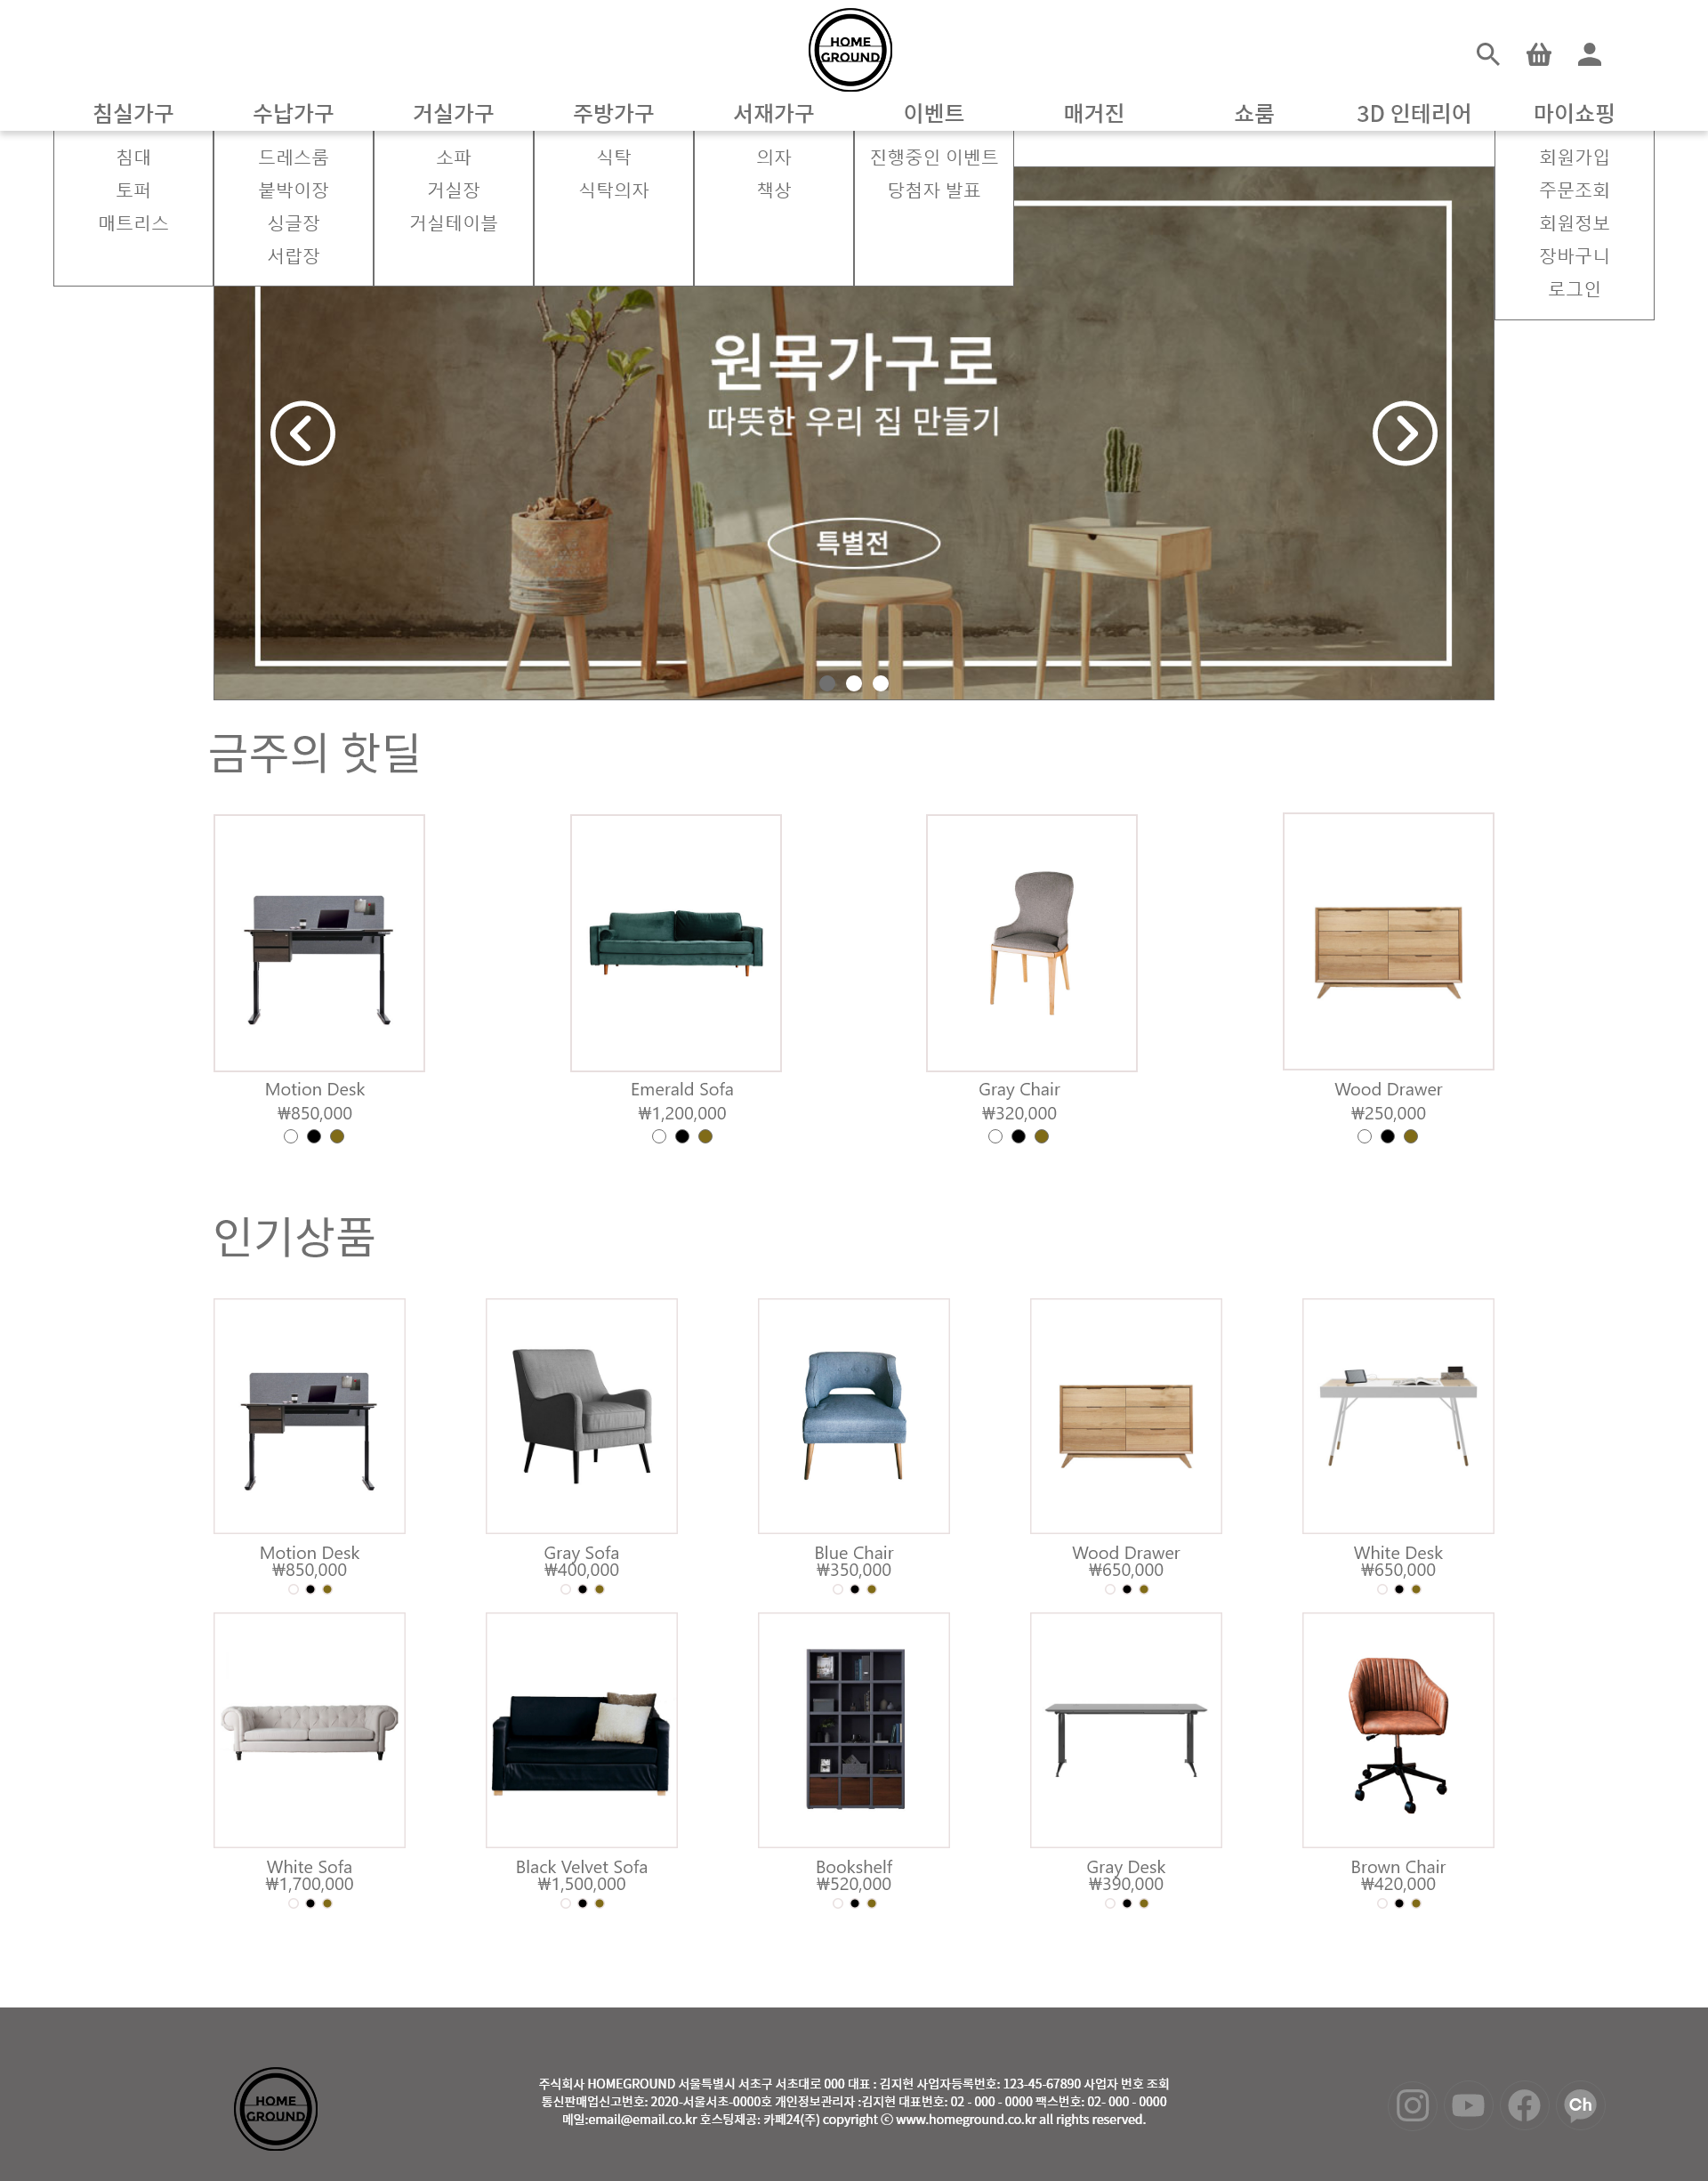 HOME
GROUND
침실가구 수납가구 거실가구 주방가구 서재가구 이벤트 매거진 쇼룸 3D 인테리어 마이쇼핑
침대 드레스룸 소파 식탁 의자 진행중인 이벤트 회원가입
토퍼 붙박이장 거실장 식탁의자 책상 당첨자 발표 주문조회
매트리스 싱글장 거실테이블 회원정보
서랍장 장바구니
로그인
원목가구로
따뜻한 우리 집 만들기
특별전
금주의 핫딜
Motion Desk Emerald Sofa Gray Chair Wood Drawer
₩850,000 ₩1,200,000 ₩320,000 ₩250,000
인기상품
Motion Desk Gray Sofa Blue Chair Wood Drawer White Desk
₩850,000 ₩400,000 ₩350,000 ₩650,000 ₩650,000
White Sofa Black Velvet Sofa Bookshelf Gray Desk Brown Chair
₩1,700,000 ₩1,500,000 ₩520,000 ₩390,000 ₩420,000
HOME
GROUND
주식회사 HOMEGROUND 서울특별시 서초구 서초대로 000 대표 : 김지현 사업자등록번호: 123-45-67890 사업자 번호 조회
통신판매업신고번호: 2020-서울서초-0000호 개인정보관리자 :김지현 대표번호: 02 - 000 - 0000 팩스번호: 02- 000 - 0000
메일:email@email.co.kr 호스팅제공: 카페24(주) copyright ⓒ www.homeground.co.kr all rights reserved.
Ch